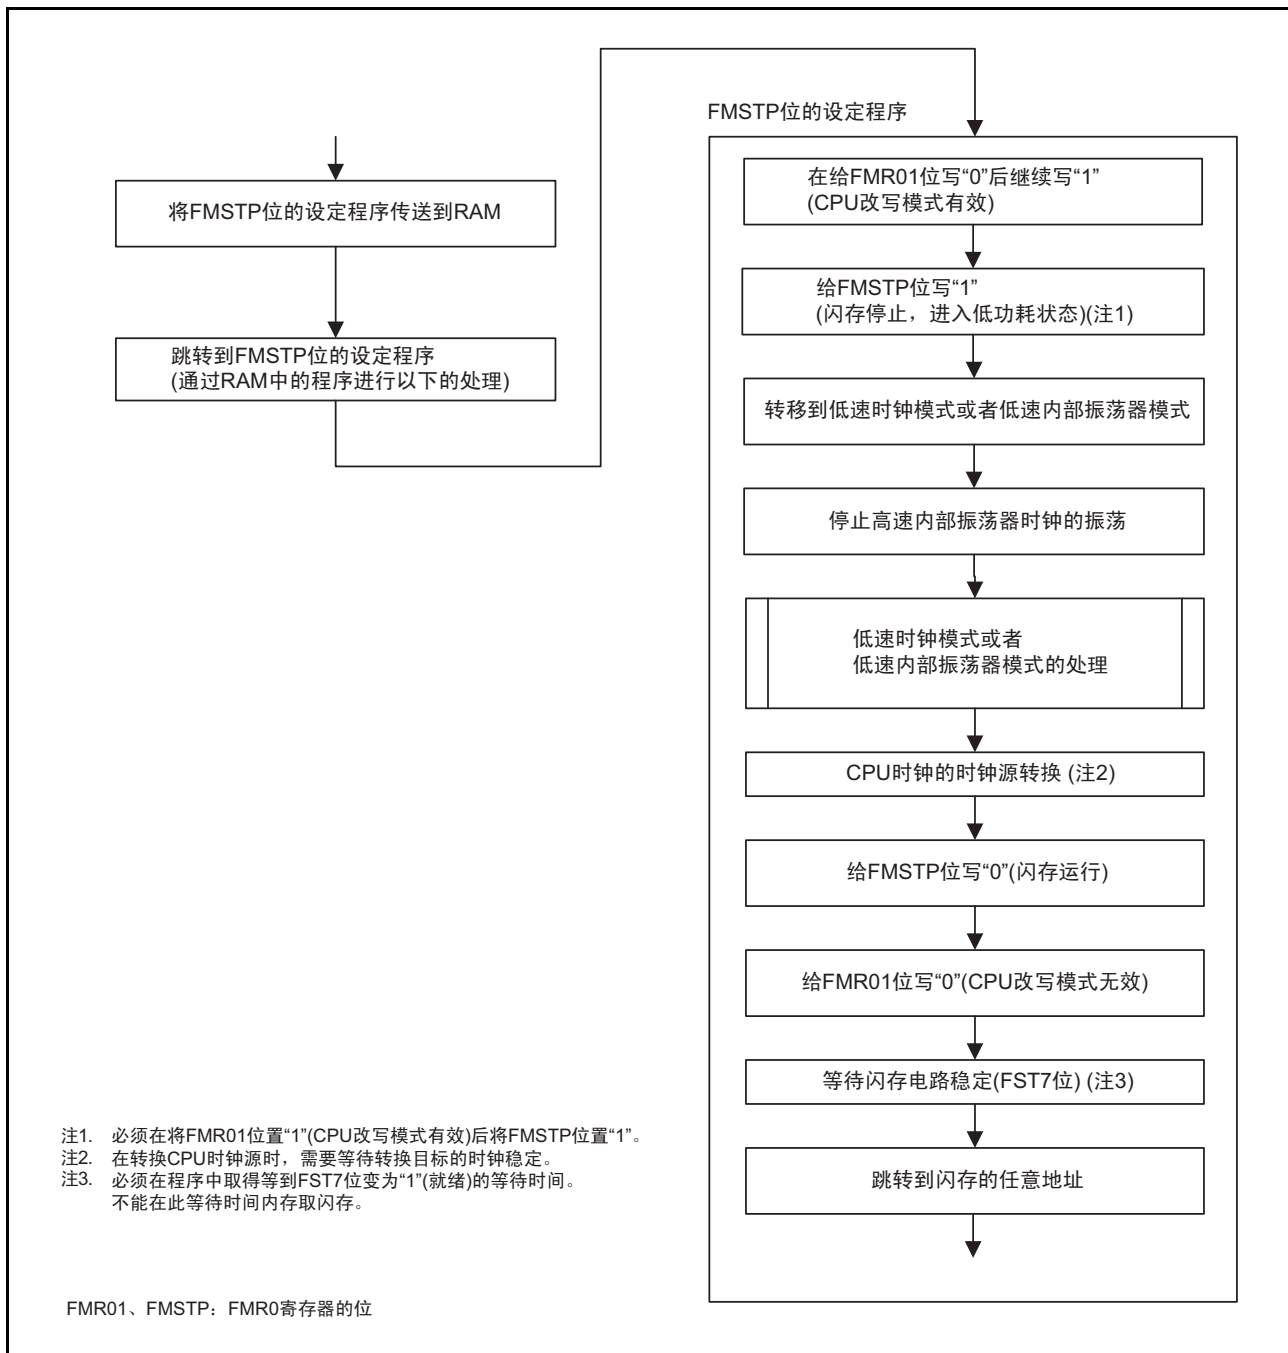 将FMSTP位的设定程序传送到RAM
跳转到FMSTP位的设定程序
(通过RAM中的程序进行以下的处理)
FMSTP位的设定程序
在给FMR01位写“0”后继续写“1”
(CPU改写模式有效)
给FMSTP位写“1”
(闪存停止，进入低功耗状态)(注1)
转移到低速时钟模式或者低速内部振荡器模式
停止高速内部振荡器时钟的振荡
低速时钟模式或者
低速内部振荡器模式的处理
CPU时钟的时钟源转换 (注2)
给FMSTP位写“0”(闪存运行)
给FMR01位写“0”(CPU改写模式无效)
等待闪存电路稳定(FST7位) (注3)
跳转到闪存的任意地址
注1. 必须在将FMR01位置“1”(CPU改写模式有效)后将FMSTP位置“1”。
注2. 在转换CPU时钟源时，需要等待转换目标的时钟稳定。
注3. 必须在程序中取得等到FST7位变为“1”(就绪)的等待时间。
不能在此等待时间内存取闪存。
FMR01、FMSTP：FMR0寄存器的位